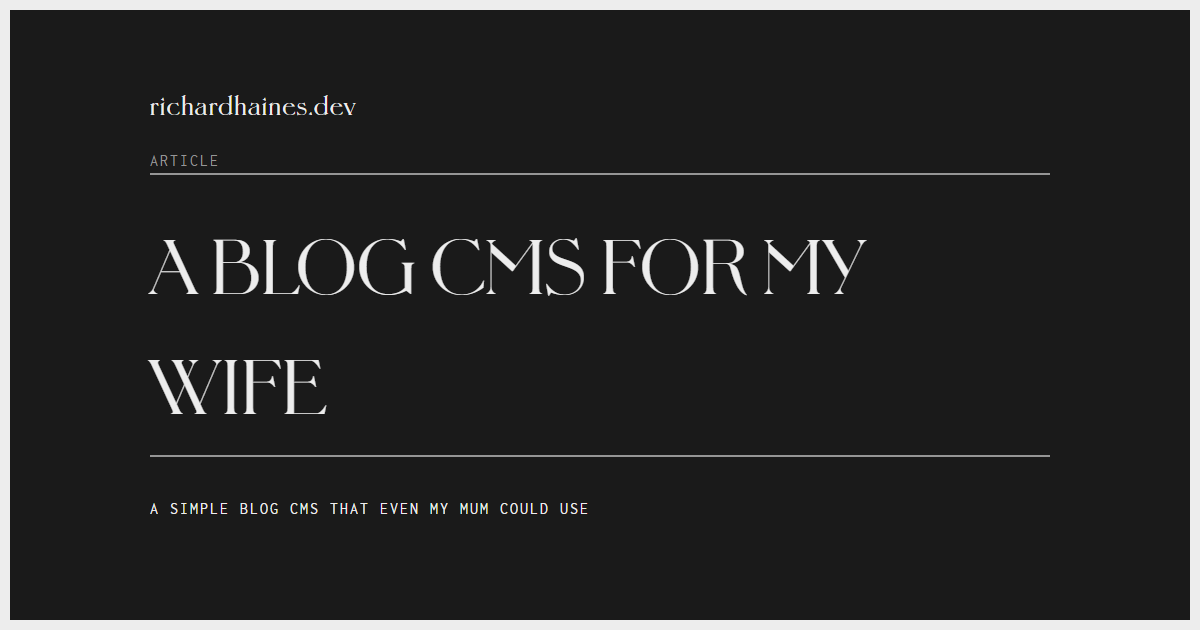 richardhaines.dev
ARTICLE
A BLOG CMS FOR MY
WIFE
A SIMPLE BLOG CMS THAT EVEN MY MUM COULD USE